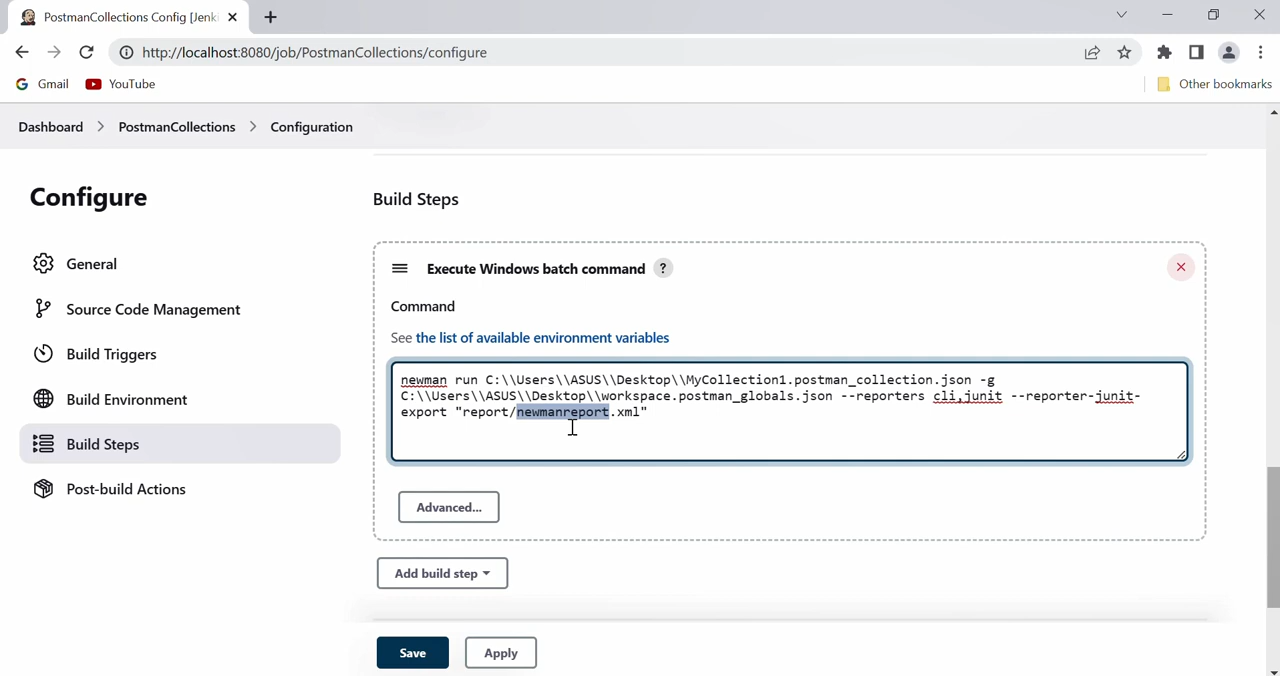 PostmanCollections Config [Jenki
http://localhost:8080/job/PostmanCollections/configure
Gmail YouTube Other bookmarks
Dashboard PostmanCollections Configuration
Configure
General
Source Code Management
Build Triggers
Build Environment
Build Steps
Post-build Actions
Build Steps
Execute Windows batch command ?
Command
See the list of available environment variables
newman run C:\\Users\\ASUS\\Desktop\\MyCollection1.postman_collection.json -g
C:\\Users\\ASUS\\Desktop\\workspace.postman_globals.json --reporters cli,junit --reporter-junit-
export "report/newmanreport.xml"
Advanced...
Add build step
Save Apply